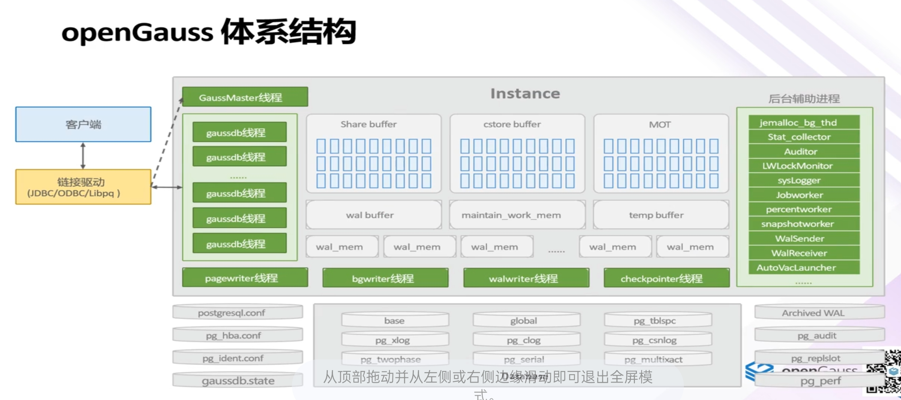 openGauss 体系结构
客户端
链接驱动
(JDBC/ODBC/Libpq )
Instance
GaussMaster线程
gaussdb线程
gaussdb线程
......
gaussdb线程
gaussdb线程
gaussdb线程
Share buffer
cstore buffer
MOT
wal buffer
maintain_work_mem
temp buffer
wal_mem
wal_mem
wal_mem
......
wal_mem
wal_mem
pagewriter线程
bgwriter线程
walwriter线程
checkpointer线程
后台辅助进程
jemalloc_bg_thd
Stat_collector
Auditor
LWLockMonitor
sysLogger
Jobworker
percentworker
snapshotworker
WalSender
WalReceiver
AutoVacLauncher
......
postgresql.conf
pg_hba.conf
pg_ident.conf
gaussdb.state
base
global
pg_tblspc
pg_xlog
pg_clog
pg_csnlog
pg_twophase
pg_serial
pg_multixact
Archived WAL
pg_audit
pg_replslot
pg_perf
openGauss
从顶部拖动并从左侧或右侧边缘滑动即可退出全屏模
式。